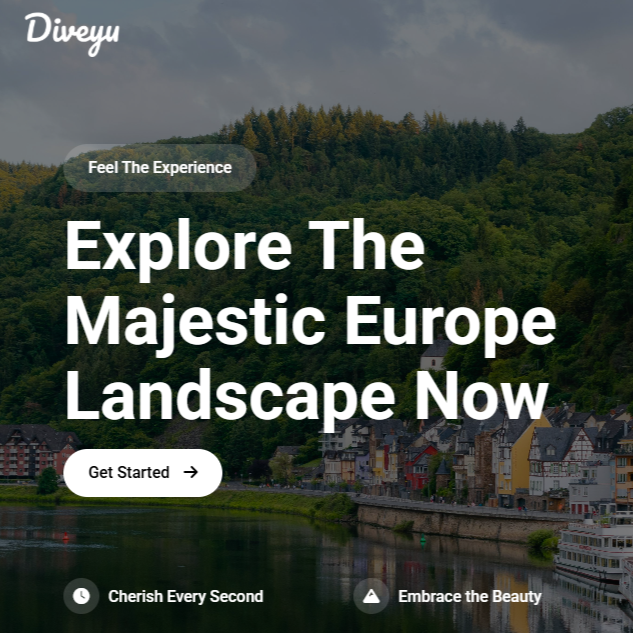 Diveyu
Feel The Experience
Explore The
Majestic Europe
Landscape Now
Get Started
Cherish Every Second
Embrace the Beauty